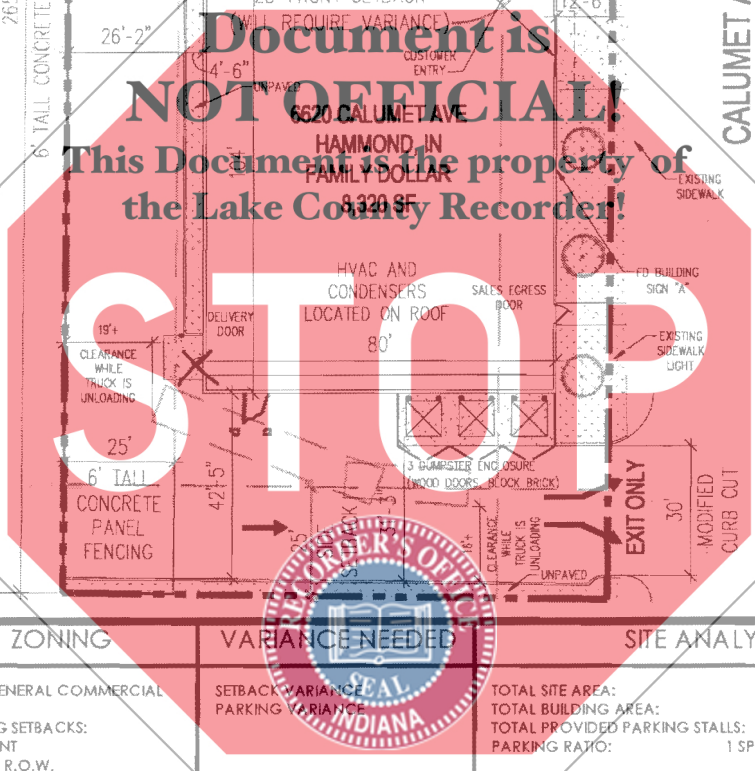 6' TALL CONCRETE
26'-2"
(WILL REQUIRE VARIANCE)
12'-6
CALUMET A
Document is
CUSTOMER
ENTRY
4'-6"
UNPAVED
NOT OFFICIAL!
6620 CALUMET AVE
HAMMOND, IN
FAMILY DOLLAR
8,320 SF
This Document is the property of
the Lake County Recorder!
EXISTING
SIDEWALK
HVAC AND
CONDENSERS
LOCATED ON ROOF
80'
SALES EGRESS
DOOR
FD BUILDING
SIGN "A"
STOP
DELIVERY
DOOR
EXISTING
SIDEWALK
LIGHT
19'+
CLEARANCE
WHILE
TRUCK IS
UNLOADING
25'
6' TALL
CONCRETE
PANEL
FENCING
42'-5"
3 DUMPSTER ENCLOSURE
(WOOD DOORS, BLOCK BRICK)
CLEARANCE
WHILE
TRUCK IS
UNLOADING
UNPAVED
EXIT ONLY
30'
MODIFIED
CURB CUT
RECORDER'S OFFICE
SEAL
INDIANA
ZONING
VARIANCE NEEDED
SITE ANALY
ENERAL COMMERCIAL
G SETBACKS:
NT
R.O.W.
SETBACK VARIANCE
PARKING VARIANCE
TOTAL SITE AREA:
TOTAL BUILDING AREA:
TOTAL PROVIDED PARKING STALLS:
PARKING RATIO: 1 SP